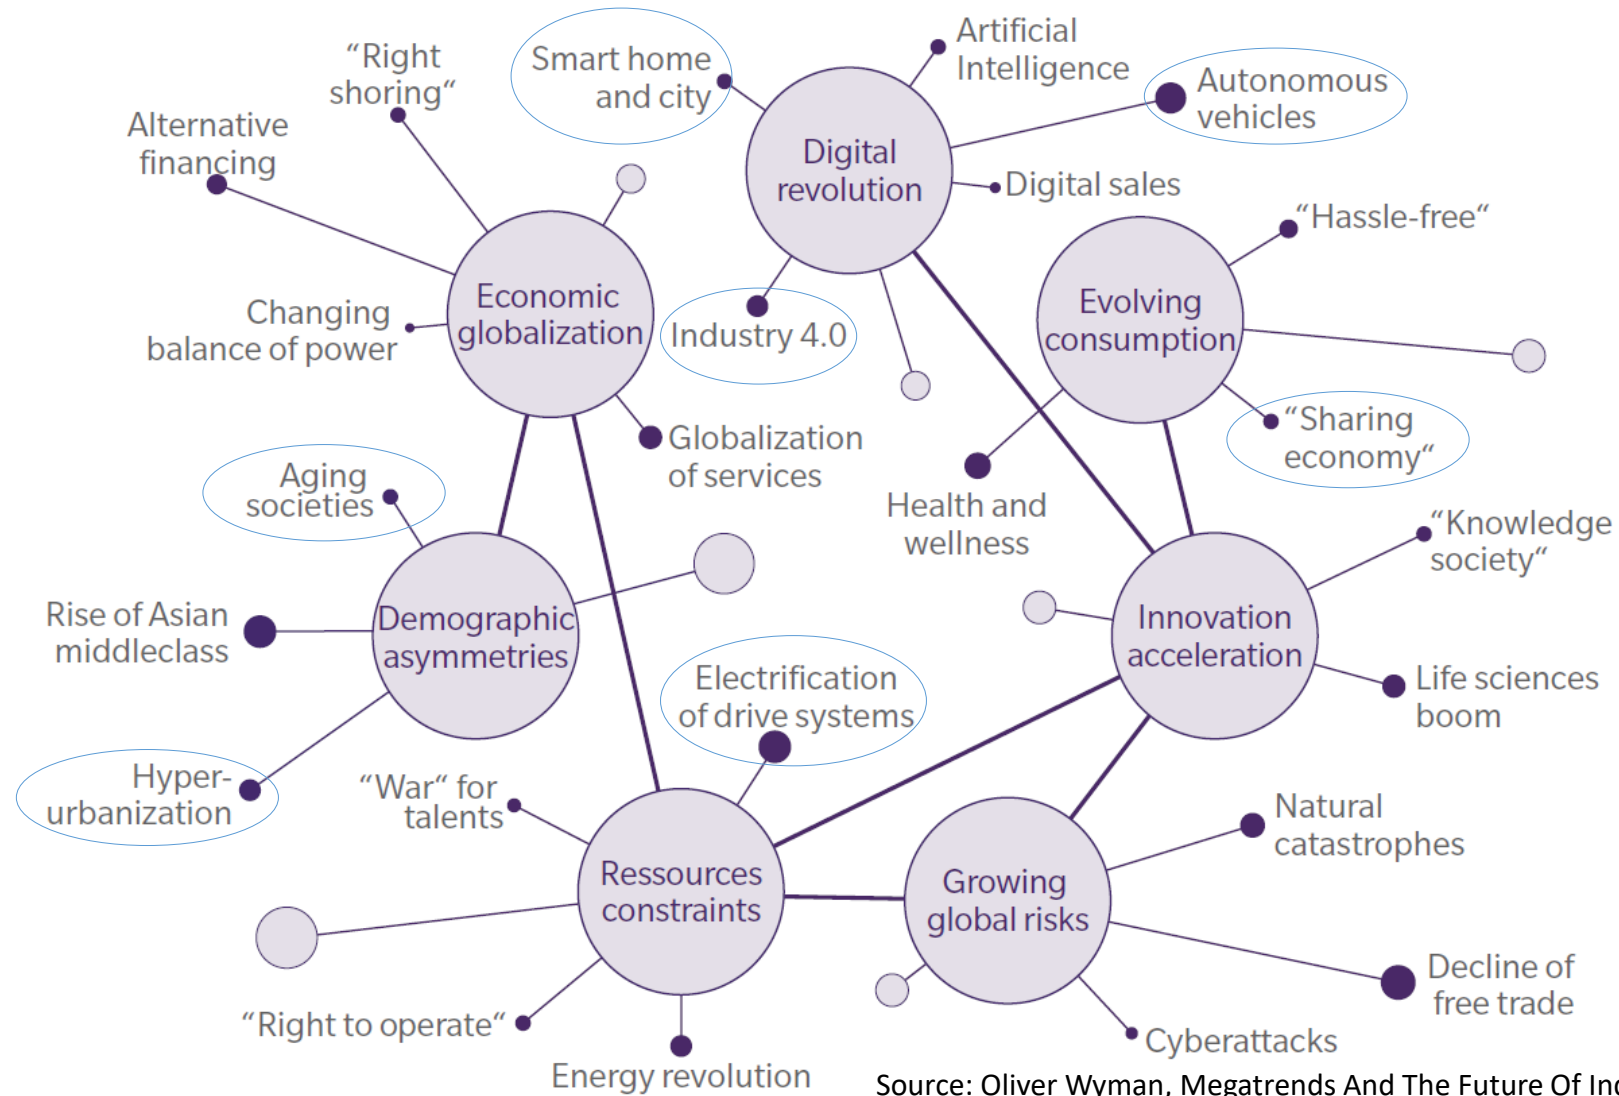 Artificial
Intelligence
“Right
shoring“
Smart home
and city
Autonomous
vehicles
Alternative
financing
Digital
revolution
Digital sales
“Hassle-free“
Economic
globalization
Changing
balance of power
Industry 4.0
Evolving
consumption
“Sharing
economy“
Globalization
of services
Aging
societies
Health and
wellness
“Knowledge
society“
Rise of Asian
middleclass
Demographic
asymmetries
Innovation
acceleration
Electrification
of drive systems
Life sciences
boom
Hyper-
urbanization
“War“ for
talents
Natural
catastrophes
Ressources
constraints
Growing
global risks
Decline of
free trade
“Right to operate“
Cyberattacks
Energy revolution
Source: Oliver Wyman, Megatrends And The Future Of